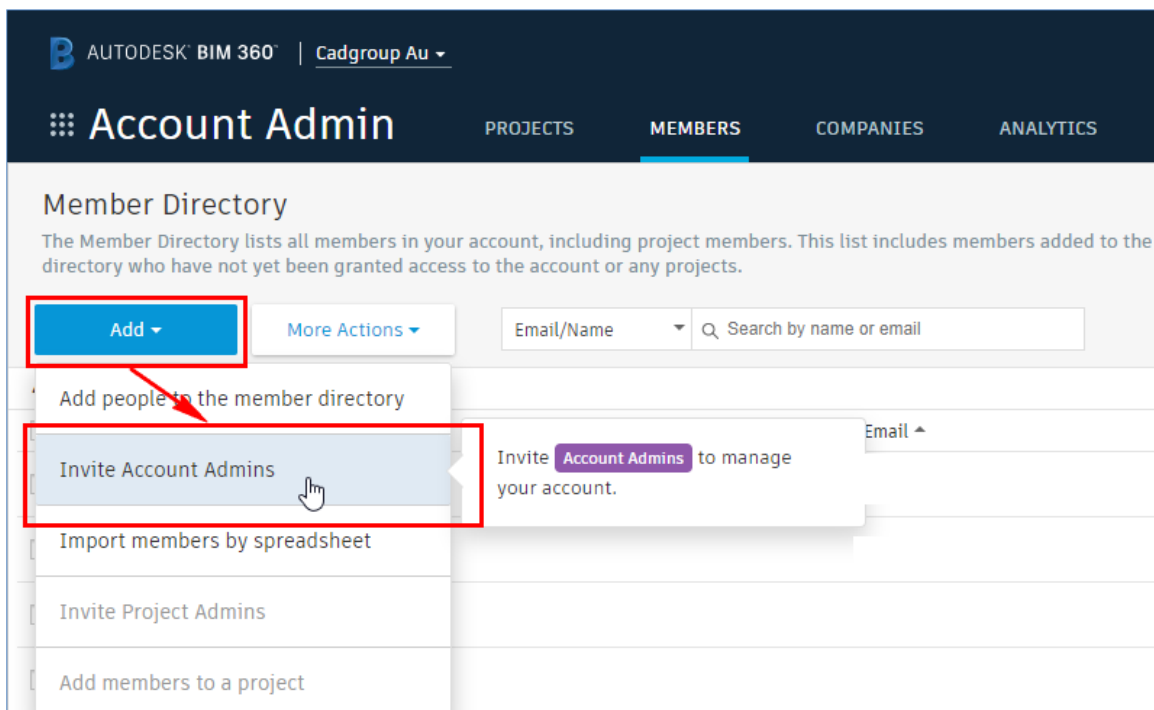 AUTODESK® BIM 360™ | Cadgroup Au
Account Admin PROJECTS MEMBERS COMPANIES ANALYTICS
Member Directory
The Member Directory lists all members in your account, including project members. This list includes members added to the
directory who have not yet been granted access to the account or any projects.
Add More Actions Email/Name Search by name or email
Add people to the member directory
Email
Invite Account Admins
Invite Account Admins to manage
your account.
Import members by spreadsheet
Invite Project Admins
Add members to a project